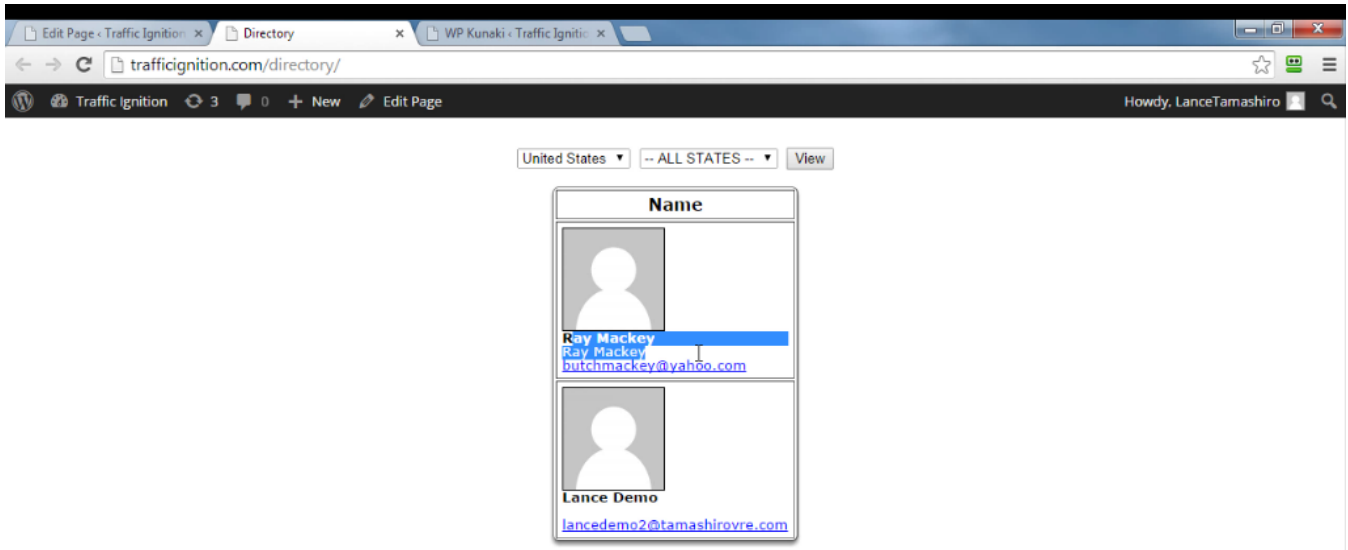 Edit Page ‹ Traffic Ignition
Directory
WP Kunaki ‹ Traffic Ignitic
trafficignition.com/directory/
Traffic Ignition 3 0 + New Edit Page
Howdy, LanceTamashiro
United States -- ALL STATES -- View
Name
Ray Mackey
Ray Mackey
butchmackey@yahoo.com
Lance Demo
lancedemo2@tamashirovre.com